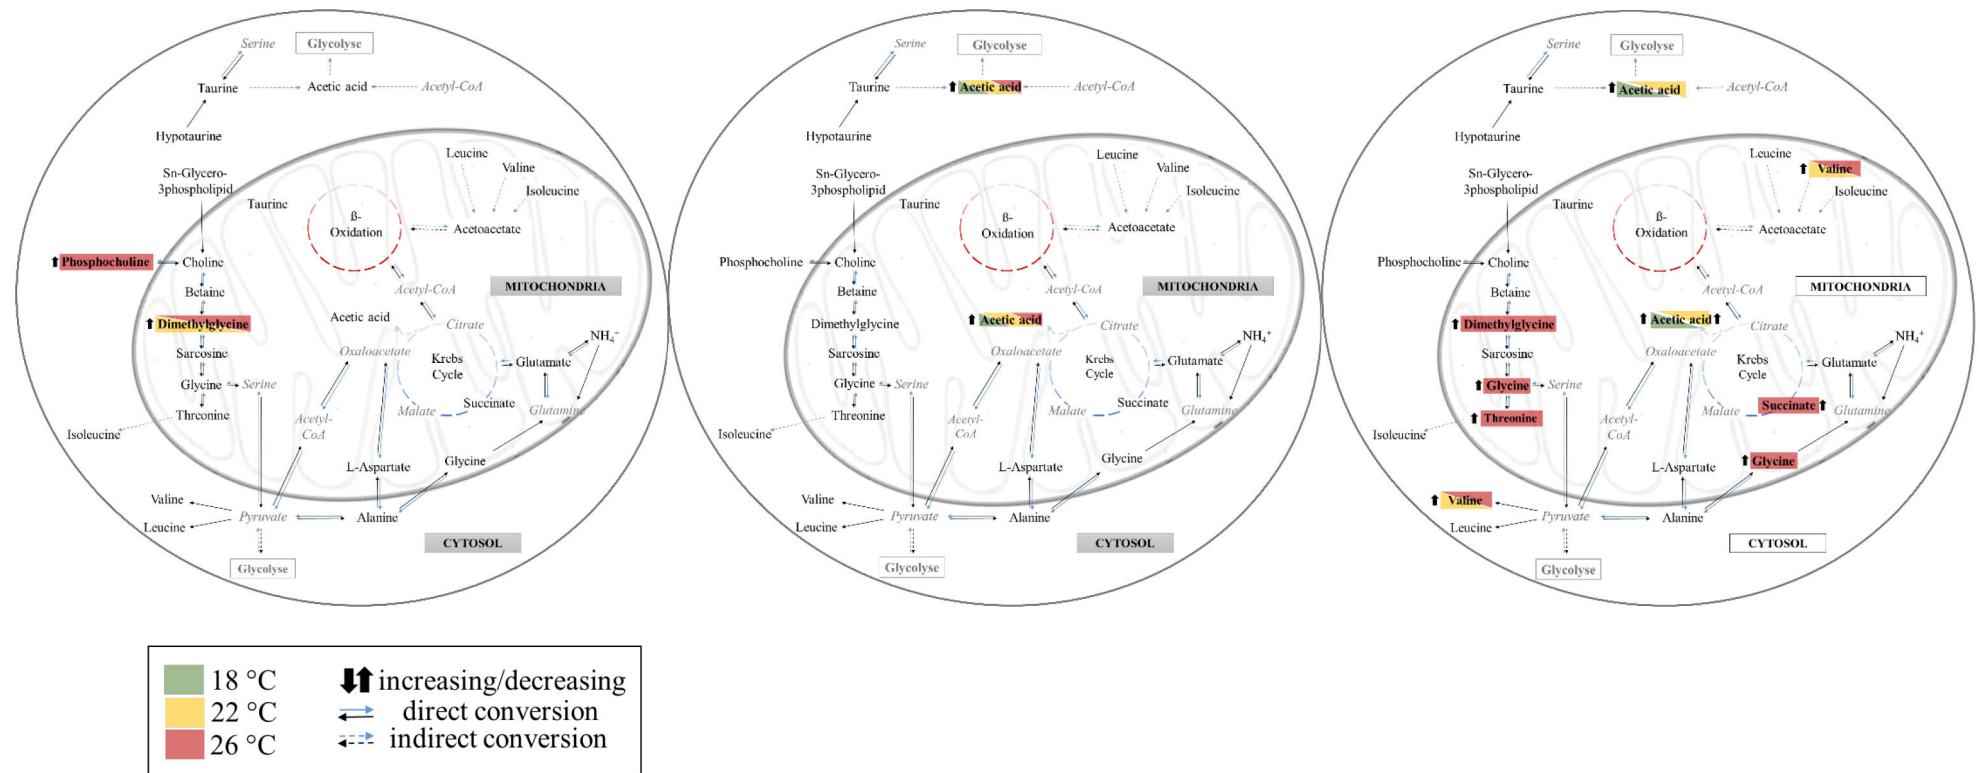 Serine
Glycolyse
Taurine
Acetic acid
Acetyl-CoA
Hypotaurine
Sn-Glycero-
3phospholipid
Leucine
Valine
Isoleucine
Taurine
ß-
Oxidation
Acetoacetate
Phosphocholine
Choline
Betaine
Acetyl-CoA
MITOCHONDRIA
Dimethylglycine
Acetic acid
Citrate
NH₄⁺
Sarcosine
Oxaloacetate
Krebs
Cycle
Glutamate
Glycine
Serine
Malate
Succinate
Glutamine
Threonine
Acetyl-
CoA
Isoleucine
L-Aspartate
Glycine
Valine
Pyruvate
Alanine
Leucine
CYTOSOL
Glycolyse
Serine
Glycolyse
Taurine
Acetic acid
Acetyl-CoA
Hypotaurine
Sn-Glycero-
3phospholipid
Leucine
Valine
Isoleucine
Taurine
ß-
Oxidation
Acetoacetate
Phosphocholine
Choline
Betaine
Acetyl-CoA
MITOCHONDRIA
Dimethylglycine
Acetic acid
Citrate
NH₄⁺
Sarcosine
Oxaloacetate
Krebs
Cycle
Glutamate
Glycine
Serine
Malate
Succinate
Glutamine
Threonine
Acetyl-
CoA
Isoleucine
L-Aspartate
Glycine
Valine
Pyruvate
Alanine
Leucine
CYTOSOL
Glycolyse
Serine
Glycolyse
Taurine
Acetic acid
Acetyl-CoA
Hypotaurine
Sn-Glycero-
3phospholipid
Leucine
Valine
Isoleucine
Taurine
ß-
Oxidation
Acetoacetate
Phosphocholine
Choline
Betaine
Acetyl-CoA
MITOCHONDRIA
Dimethylglycine
Acetic acid
Citrate
NH₄⁺
Sarcosine
Oxaloacetate
Krebs
Cycle
Glutamate
Glycine
Serine
Malate
Succinate
Glutamine
Threonine
Acetyl-
CoA
Isoleucine
L-Aspartate
Glycine
Valine
Pyruvate
Alanine
Leucine
CYTOSOL
Glycolyse
18 °C
22 °C
26 °C
increasing/decreasing
direct conversion
indirect conversion